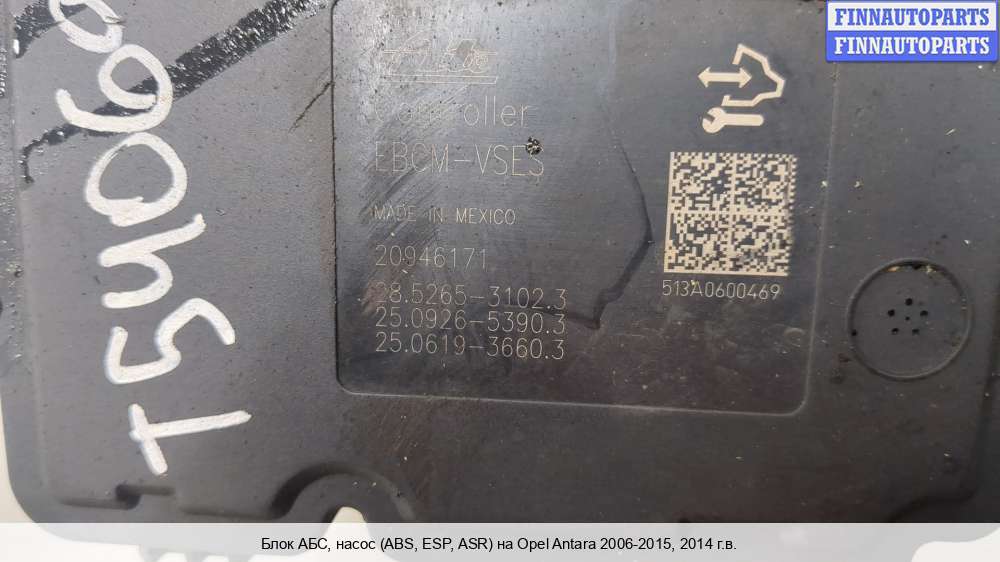 FINNAUTOPARTS
FINNAUTOPARTS
EBCM-VSES
MADE IN MEXICO
20946171
28.5265-3102.3
25.0926-5390.3
25.0619-3660.3
513A0600469
Блок АБС, насос (ABS, ESP, ASR) на Opel Antara 2006-2015, 2014 г.в.